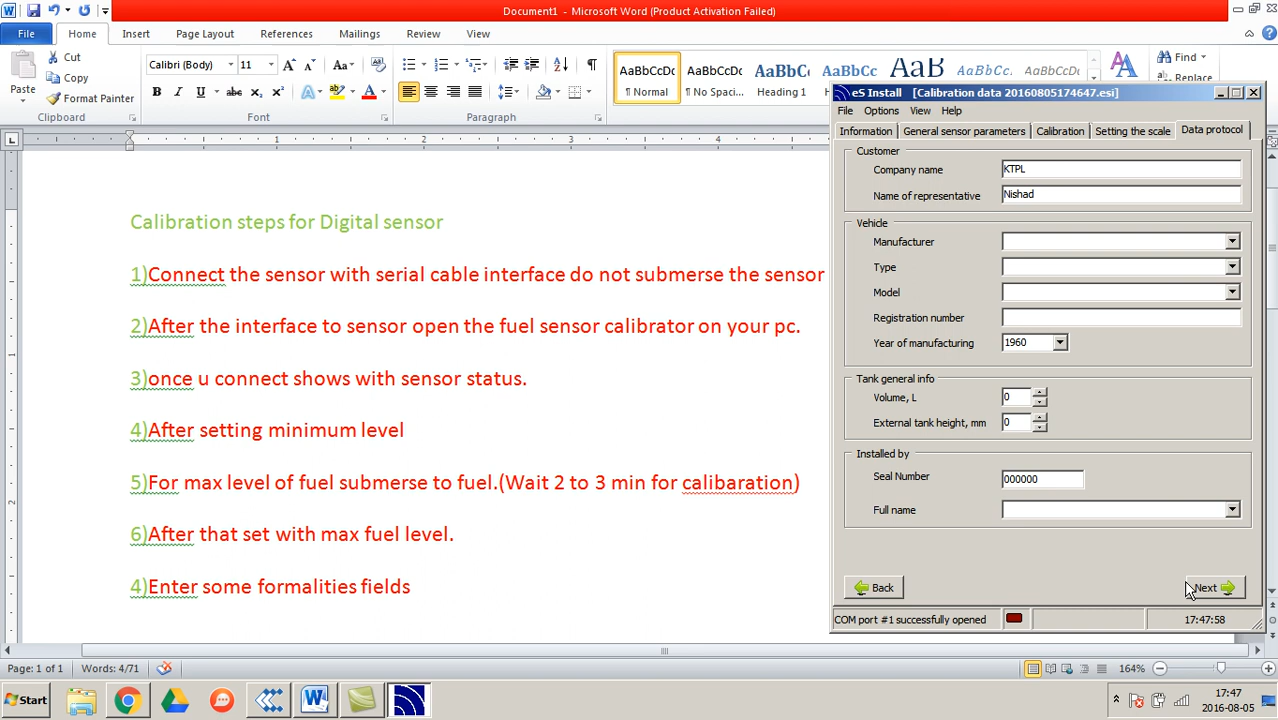 Document1 - Microsoft Word (Product Activation Failed)
File Home Insert Page Layout References Mailings Review View
Paste
Cut
Copy
Format Painter
Calibri (Body) 11
AaBbCcDc AaBbCcDc AaBbCc AaBbCc AaB AaBbCc. AaBbCcDc
¶ Normal ¶ No Spaci... Heading 1
Find
Replace
Clipboard Font Paragraph
1 2 3 4
Calibration steps for Digital sensor
1)Connect the sensor with serial cable interface do not submerse the sensor
2)After the interface to sensor open the fuel sensor calibrator on your pc.
3)once u connect shows with sensor status.
4)After setting minimum level
5)For max level of fuel submerse to fuel.(Wait 2 to 3 min for calibaration)
6)After that set with max fuel level.
4)Enter some formalities fields
eS Install [Calibration data 20160805174647.esi]
File Options View Help
Information General sensor parameters Calibration Setting the scale Data protocol
Customer
Company name KTPL
Name of representative Nishad
Vehicle
Manufacturer
Type
Model
Registration number
Year of manufacturing 1960
Tank general info
Volume, L 0
External tank height, mm 0
Installed by
Seal Number 000000
Full name
Back Next
COM port #1 successfully opened 17:47:58
Page: 1 of 1 Words: 4/71 164%
Start 17:47
2016-08-05